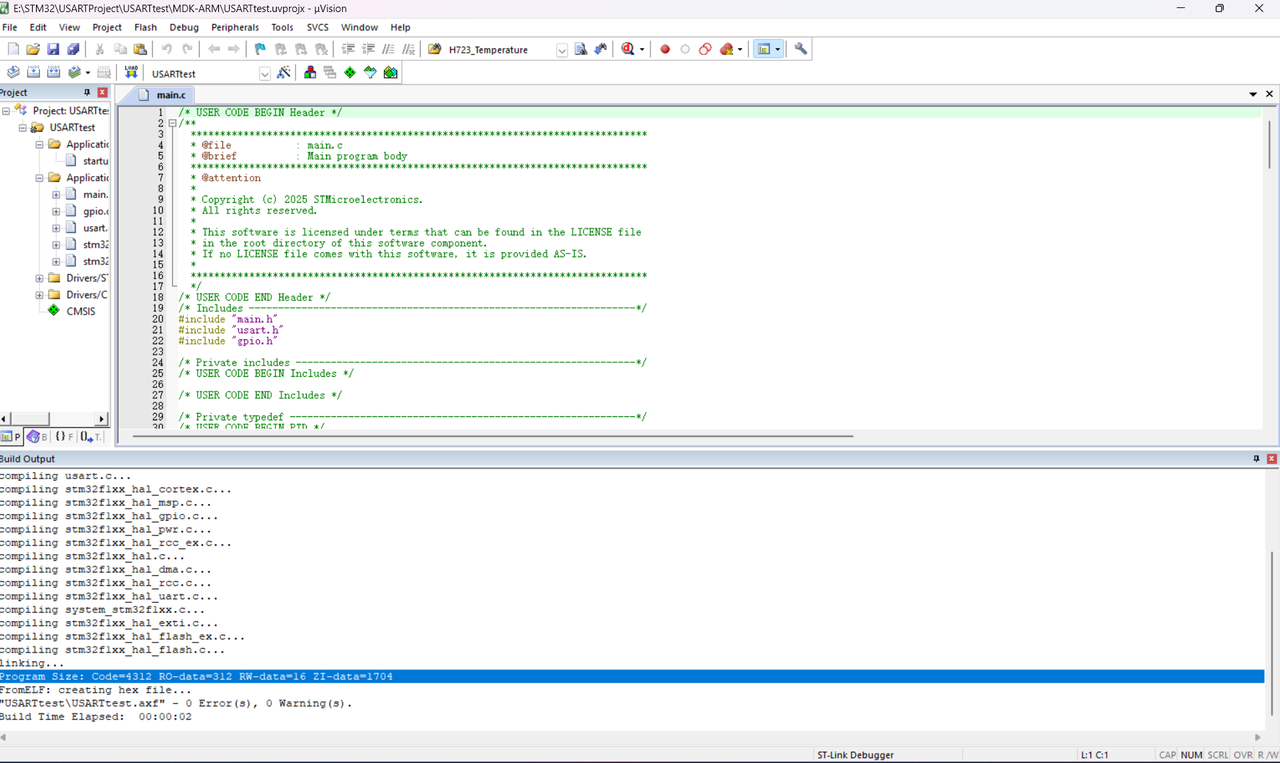 E:\STM32\USARTProject\USARTtest\MDK-ARM\USARTtest.uvprojx - µVision
File Edit View Project Flash Debug Peripherals Tools SVCS Window Help
H723_Temperature
LOAD USARTtest
Project
main.c
Project: USARTte
USARTtest
Applicati
startu
Applicati
main.
gpio.c
usart.
stm32
stm32
Drivers/ST
Drivers/C
CMSIS
P B {} F T.
1 /* USER CODE BEGIN Header */
2 /**
3 ******************************************************************************
4 * @file : main.c
5 * @brief : Main program body
6 ******************************************************************************
7 * @attention
8 *
9 * Copyright (c) 2025 STMicroelectronics.
10 * All rights reserved.
11 *
12 * This software is licensed under terms that can be found in the LICENSE file
13 * in the root directory of this software component.
14 * If no LICENSE file comes with this software, it is provided AS-IS.
15 *
16 ******************************************************************************
17 */
18 /* USER CODE END Header */
19 /* Includes ------------------------------------------------------------------*/
20 #include "main.h"
21 #include "usart.h"
22 #include "gpio.h"
23
24 /* Private includes ----------------------------------------------------------*/
25 /* USER CODE BEGIN Includes */
26
27 /* USER CODE END Includes */
28
29 /* Private typedef -----------------------------------------------------------*/
30 /* USER CODE BEGIN PTD */
Build Output
compiling usart.c...
compiling stm32f1xx_hal_cortex.c...
compiling stm32f1xx_hal_msp.c...
compiling stm32f1xx_hal_gpio.c...
compiling stm32f1xx_hal_pwr.c...
compiling stm32f1xx_hal_rcc_ex.c...
compiling stm32f1xx_hal.c...
compiling stm32f1xx_hal_dma.c...
compiling stm32f1xx_hal_rcc.c...
compiling stm32f1xx_hal_uart.c...
compiling system_stm32f1xx.c...
compiling stm32f1xx_hal_exti.c...
compiling stm32f1xx_hal_flash_ex.c...
compiling stm32f1xx_hal_flash.c...
linking...
Program Size: Code=4312 RO-data=312 RW-data=16 ZI-data=1704
FromELF: creating hex file...
"USARTtest\USARTtest.axf" - 0 Error(s), 0 Warning(s).
Build Time Elapsed: 00:00:02
ST-Link Debugger L:1 C:1 CAP NUM SCRL OVR R /W